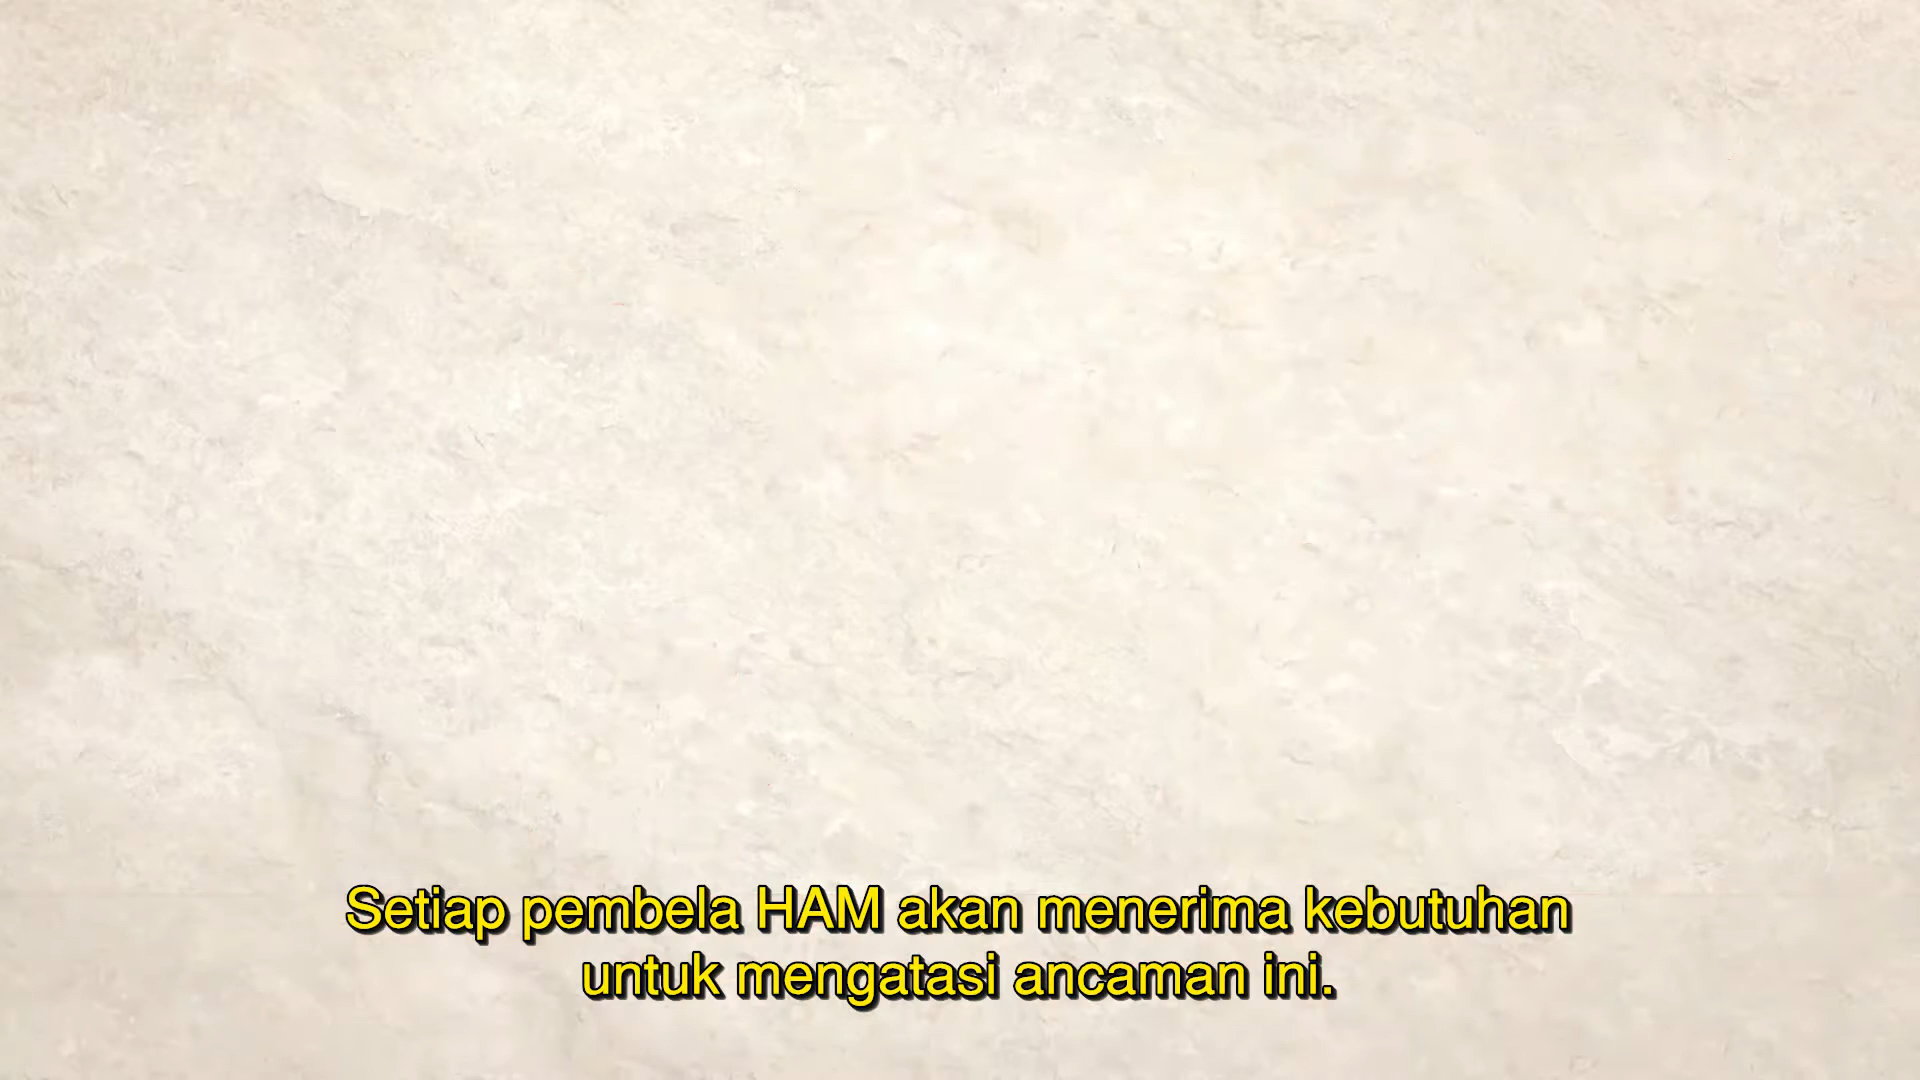 Setiap pembela HAM akan menerima kebutuhan
untuk mengatasi ancaman ini.